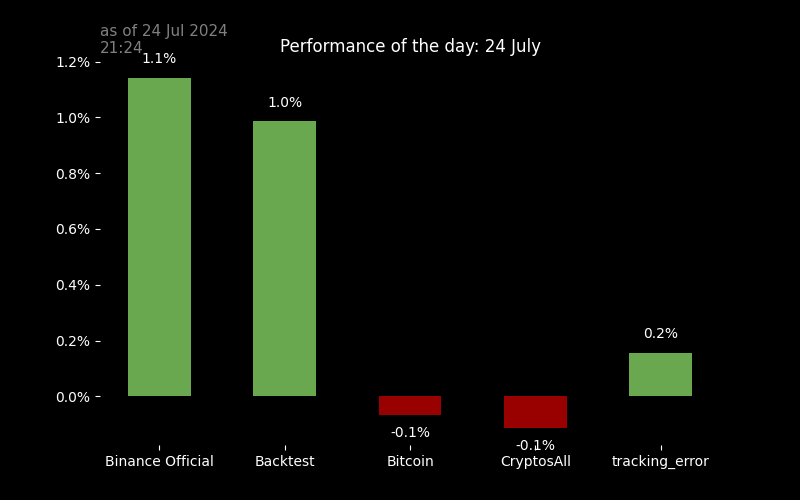 as of 24 Jul 2024
21:24
Performance of the day: 24 July
1.2%
1.0%
0.8%
0.6%
0.4%
0.2%
0.0%
1.1%
1.0%
-0.1%
-0.1%
0.2%
Binance Official
Backtest
Bitcoin
CryptosAll
tracking_error